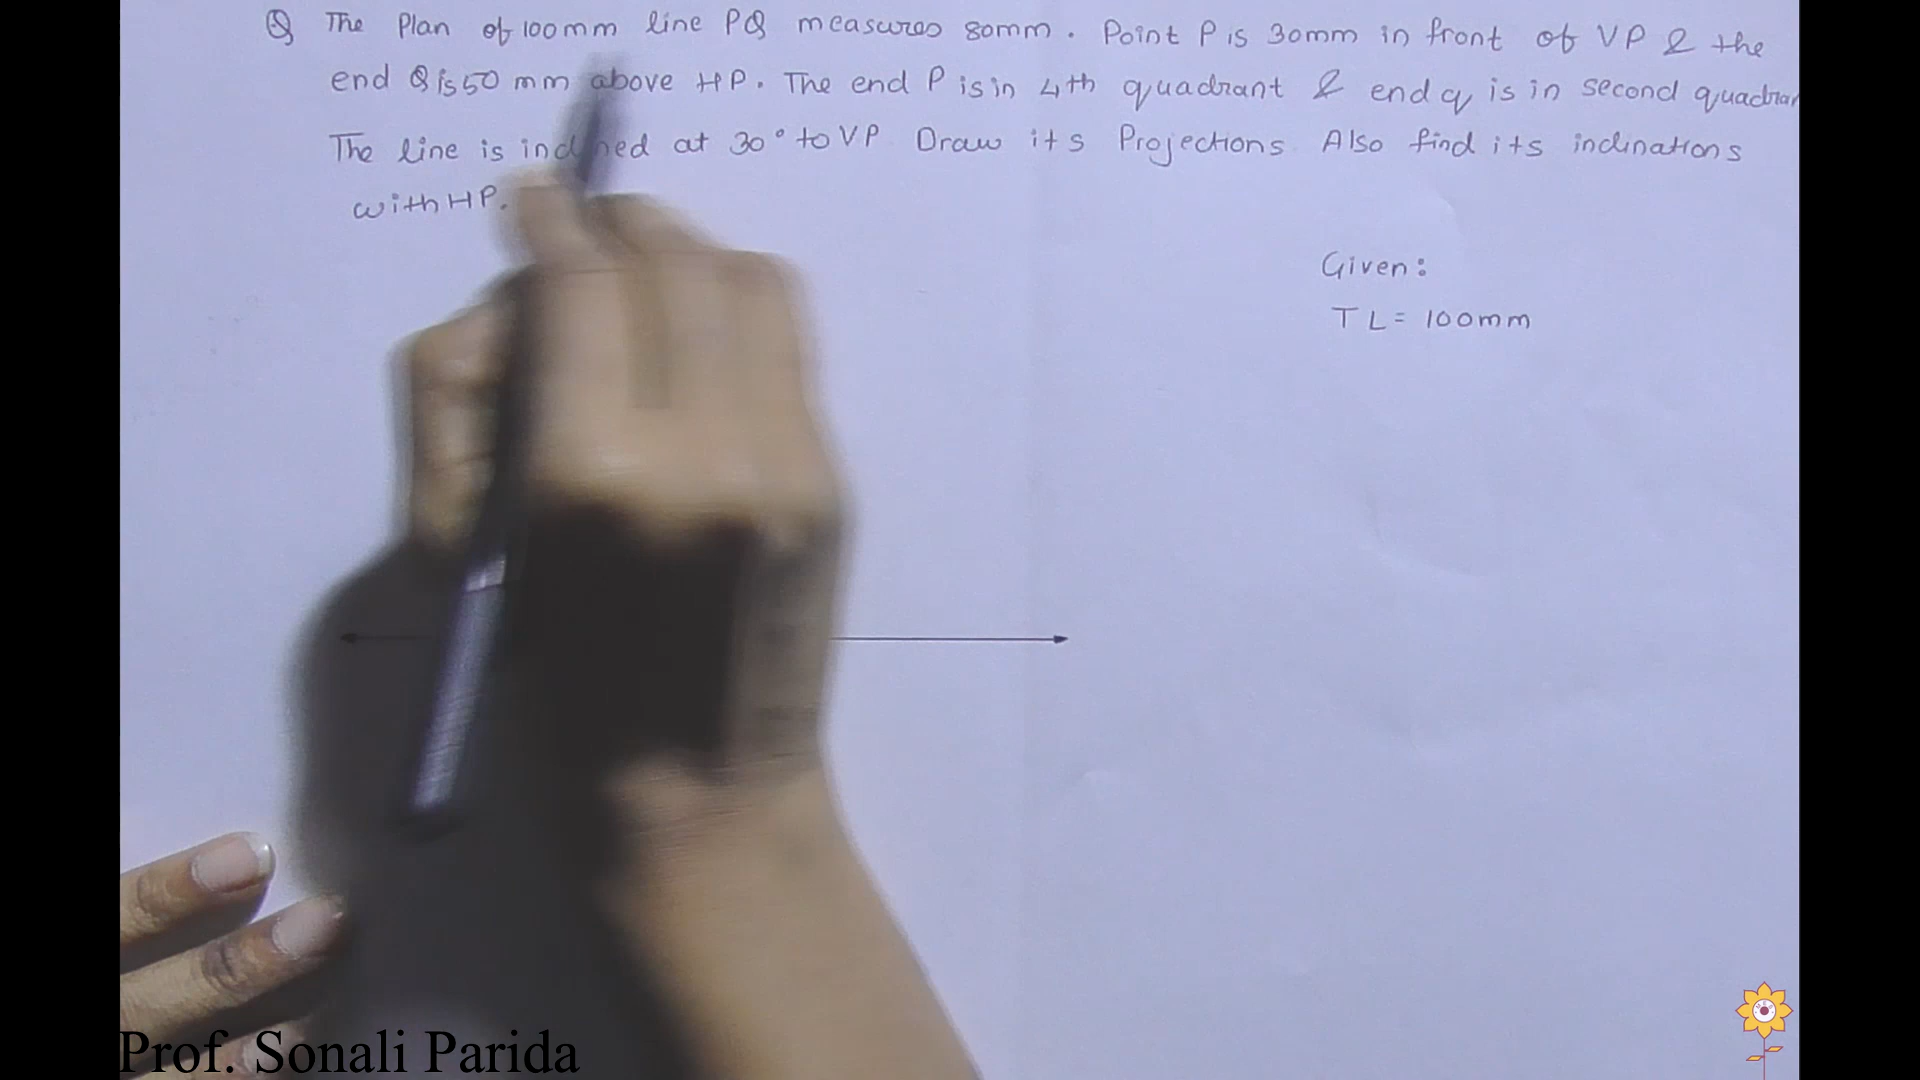 Q The Plan of 100mm line PQ measures 80mm. Point P is 30mm in front of VP & the
end Q is 50 mm above HP. The end P is in 4th quadrant & end q is in second
The line is inclined at 30° to VP Draw its Projections Also find its inclinations
with HP.
Given:
TL = 100mm
Prof. Sonali Parida